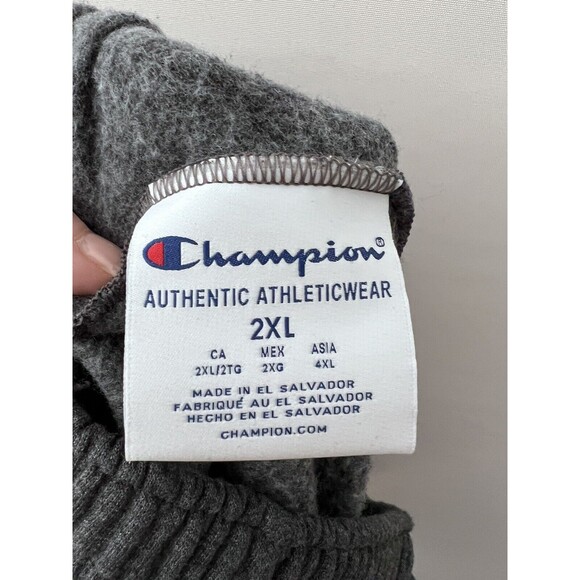 Champion®
AUTHENTIC ATHLETICWEAR
2XL
CA MEX ASIA
2XL/2TG 2XG 4XL
MADE IN EL SALVADOR
FABRIQUÉ AU EL SALVADOR
HECHO EN EL SALVADOR
CHAMPION.COM